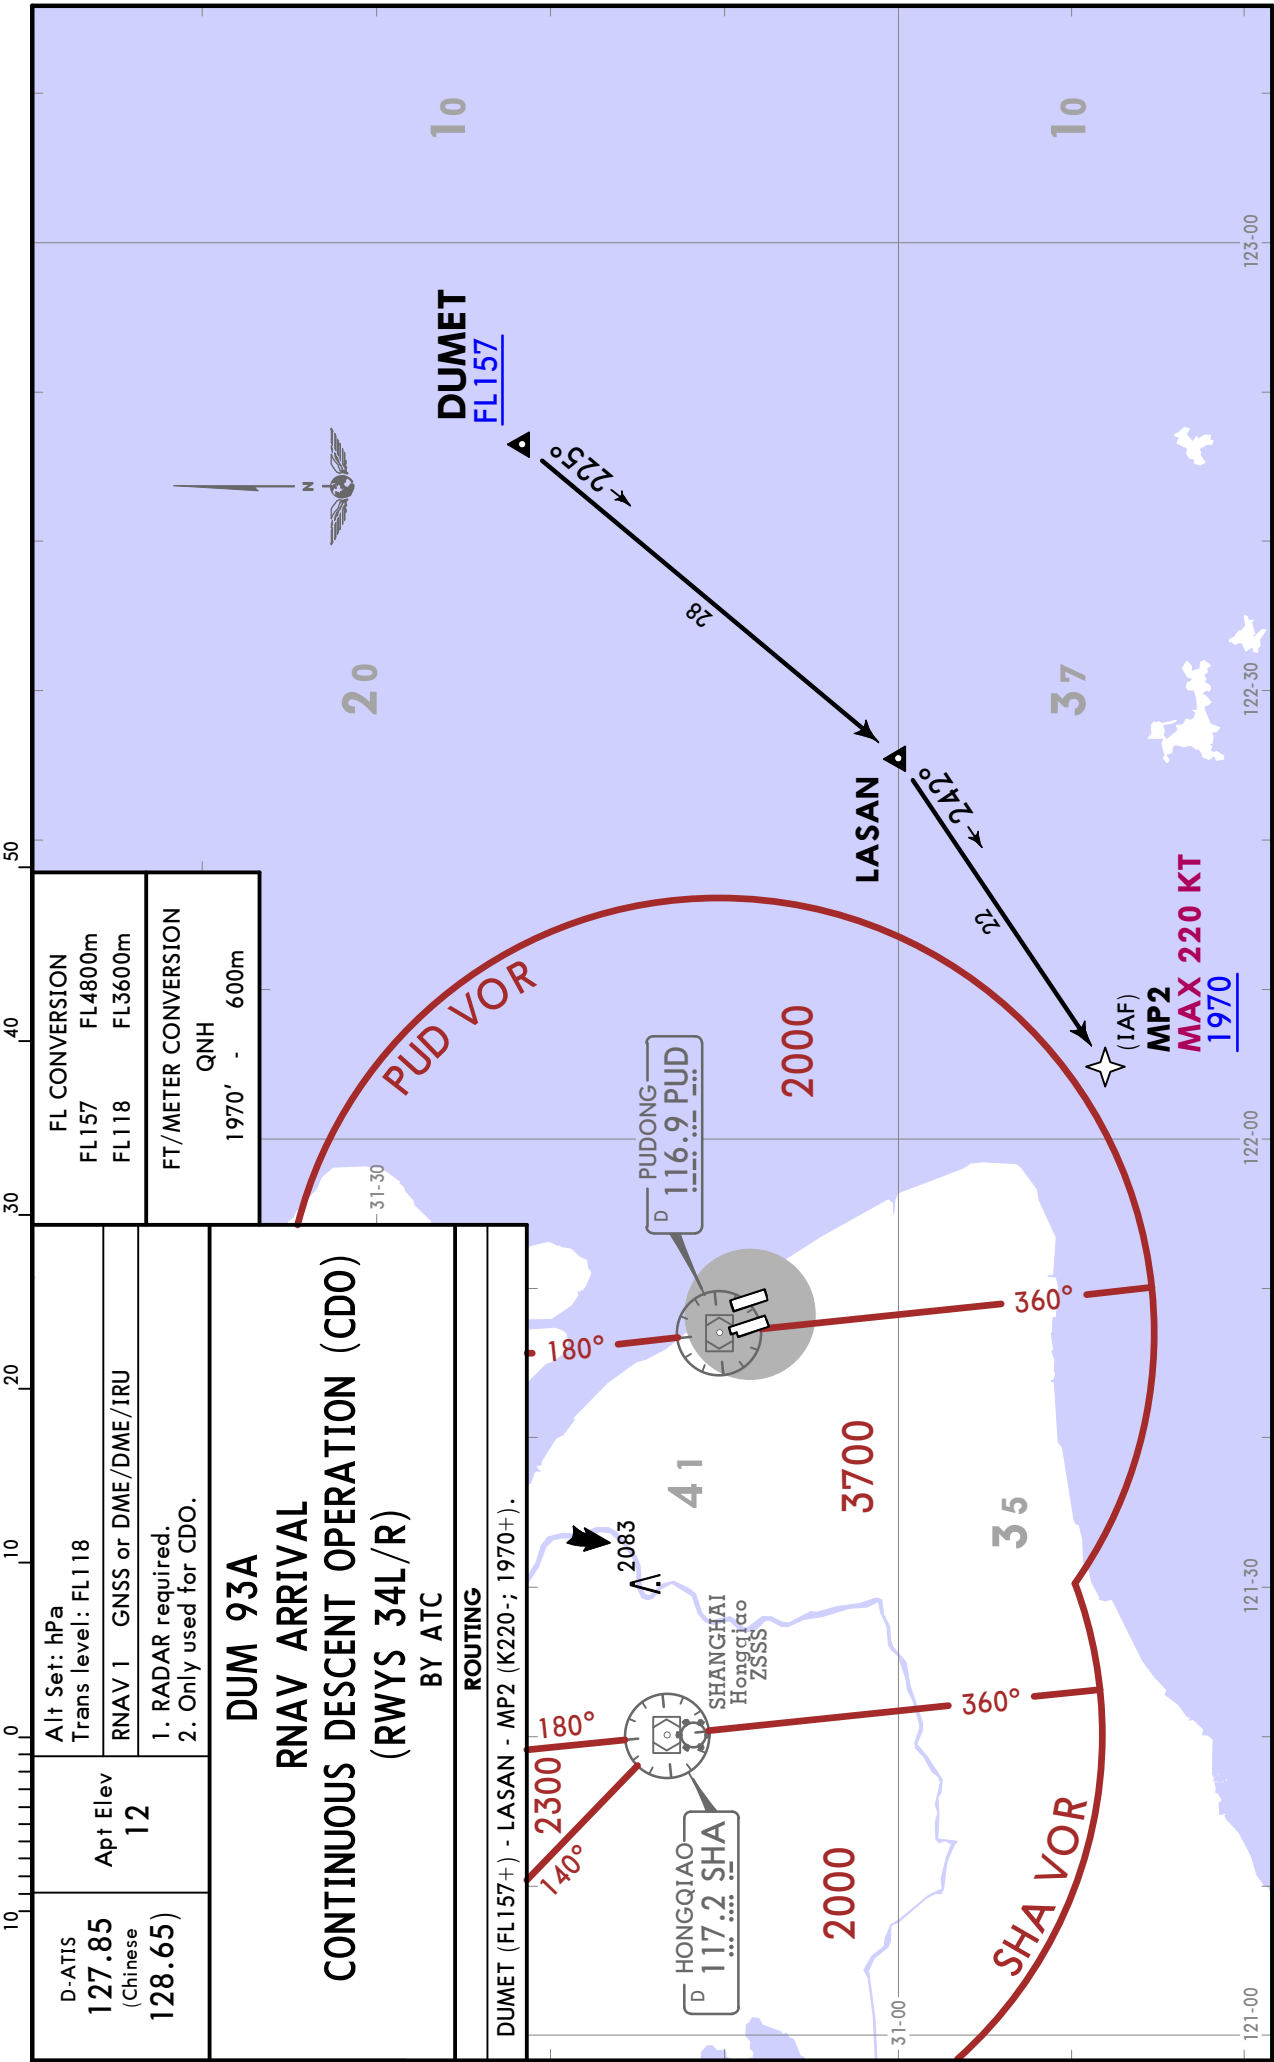 10 0 10 20 30 40 50
D-ATIS
127.85
(Chinese
128.65)
Apt Elev
12
Alt Set: hPa
Trans level: FL118
RNAV 1 GNSS or DME/DME/IRU
1. RADAR required.
2. Only used for CDO.
FL CONVERSION
FL157 FL4800m
FL118 FL3600m
FT/METER CONVERSION
QNH
1970' - 600m
DUM 93A
RNAV ARRIVAL
CONTINUOUS DESCENT OPERATION (CDO)
(RWYS 34L/R)
BY ATC
ROUTING
DUMET (FL157+) - LASAN - MP2 (K220-; 1970+).
N
10
20
DUMET
FL157
225°
28
PUD VOR
31-30
180°
180°
2300
140°
D
PUDONG
116.9 PUD
D
HONGQIAO
117.2 SHA
2083
41
SHANGHAI
Hongqiao
ZSSS
2000
2000
3700
LASAN
242°
22
31-00
360°
360°
35
37
10
SHA VOR
(IAF)
MP2
MAX 220 KT
1970
121-00
121-30
122-00
122-30
123-00